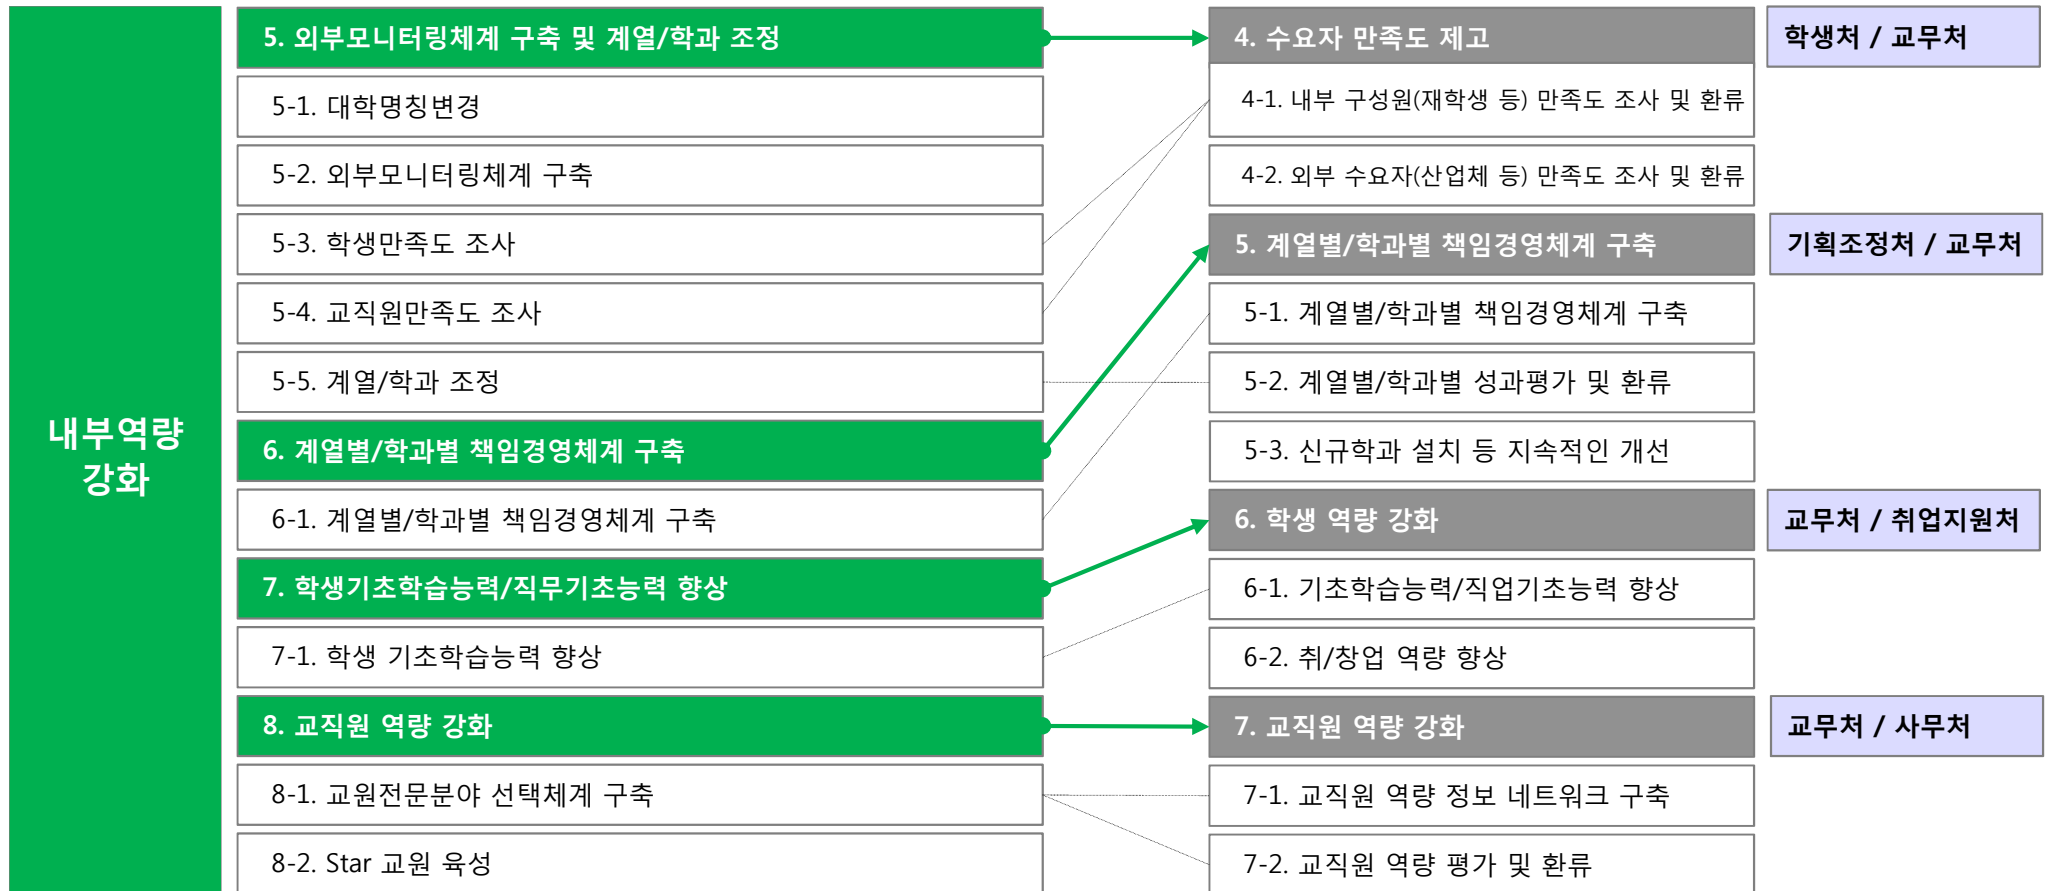 내부역량
강화
5. 외부모니터링체계 구축 및 계열/학과 조정
5-1. 대학명칭변경
5-2. 외부모니터링체계 구축
5-3. 학생만족도 조사
5-4. 교직원만족도 조사
5-5. 계열/학과 조정
6. 계열별/학과별 책임경영체계 구축
6-1. 계열별/학과별 책임경영체계 구축
7. 학생기초학습능력/직무기초능력 향상
7-1. 학생 기초학습능력 향상
8. 교직원 역량 강화
8-1. 교원전문분야 선택체계 구축
8-2. Star 교원 육성
4. 수요자 만족도 제고
4-1. 내부 구성원(재학생 등) 만족도 조사 및 환류
4-2. 외부 수요자(산업체 등) 만족도 조사 및 환류
5. 계열별/학과별 책임경영체계 구축
5-1. 계열별/학과별 책임경영체계 구축
5-2. 계열별/학과별 성과평가 및 환류
5-3. 신규학과 설치 등 지속적인 개선
6. 학생 역량 강화
6-1. 기초학습능력/직업기초능력 향상
6-2. 취/창업 역량 향상
7. 교직원 역량 강화
7-1. 교직원 역량 정보 네트워크 구축
7-2. 교직원 역량 평가 및 환류
학생처 / 교무처
기획조정처 / 교무처
교무처 / 취업지원처
교무처 / 사무처